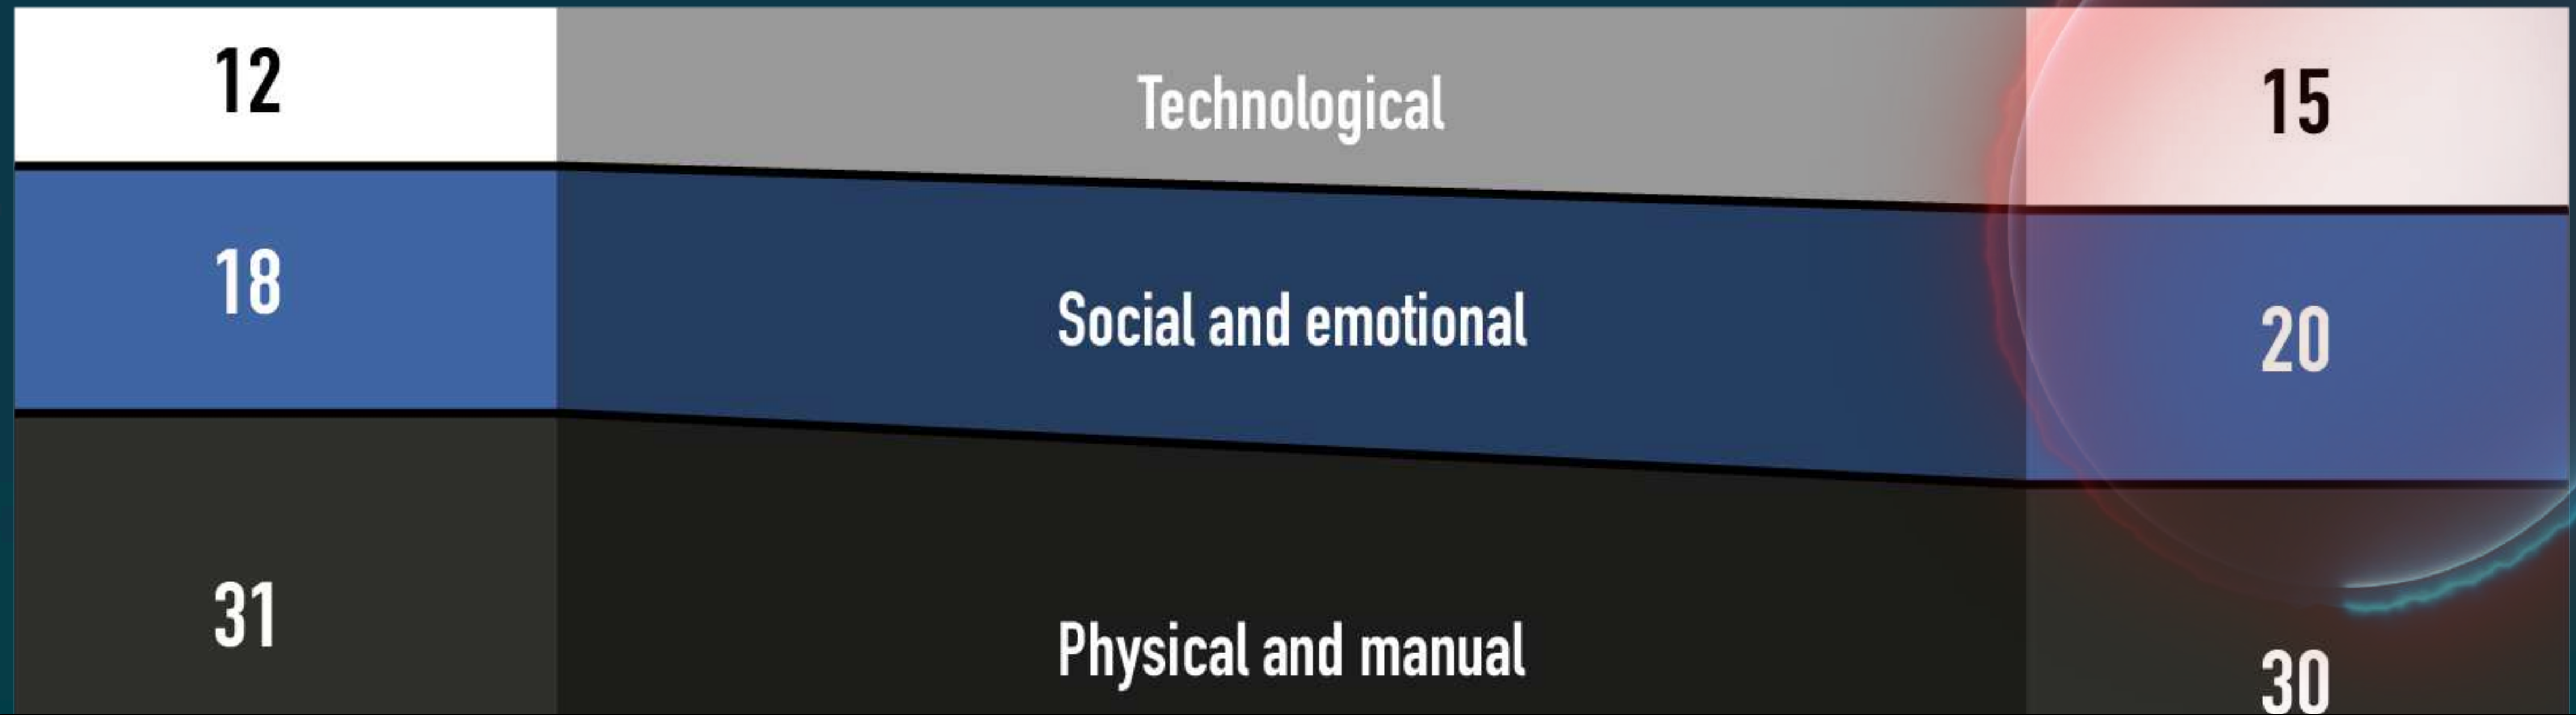 12 Technological 15
18 Social and emotional 20
31 Physical and manual 30